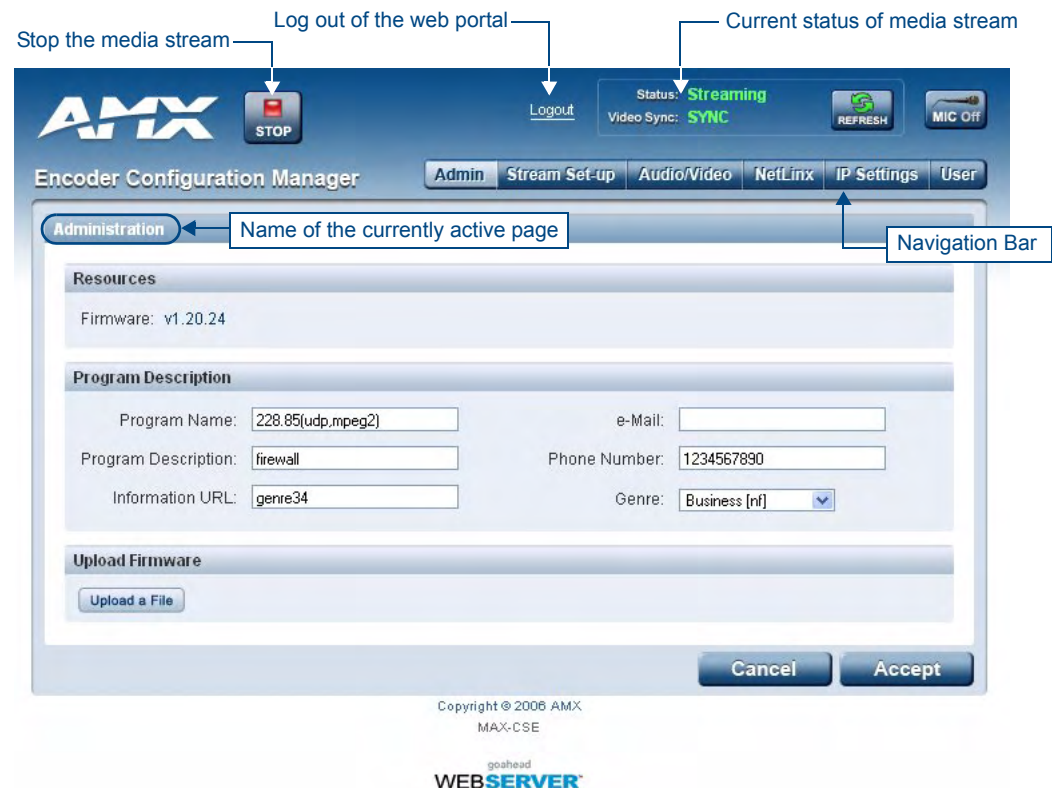 Log out of the web portal
Current status of media stream
Stop the media stream
AMX
STOP
Logout
Status: Streaming
Video Sync: SYNC
REFRESH
MIC Off
Encoder Configuration Manager
Admin
Stream Set-up
Audio/Video
NetLinx
IP Settings
User
Administration
Name of the currently active page
Navigation Bar
Resources
Firmware: v1.20.24
Program Description
Program Name: 228.85(udp,mpeg2)
e-Mail:
Program Description: firewall
Phone Number: 1234567890
Information URL: genre34
Genre: Business [nf]
Upload Firmware
Upload a File
Cancel
Accept
Copyright © 2006 AMX
MAX-CSE
goahead
WEBSERVER